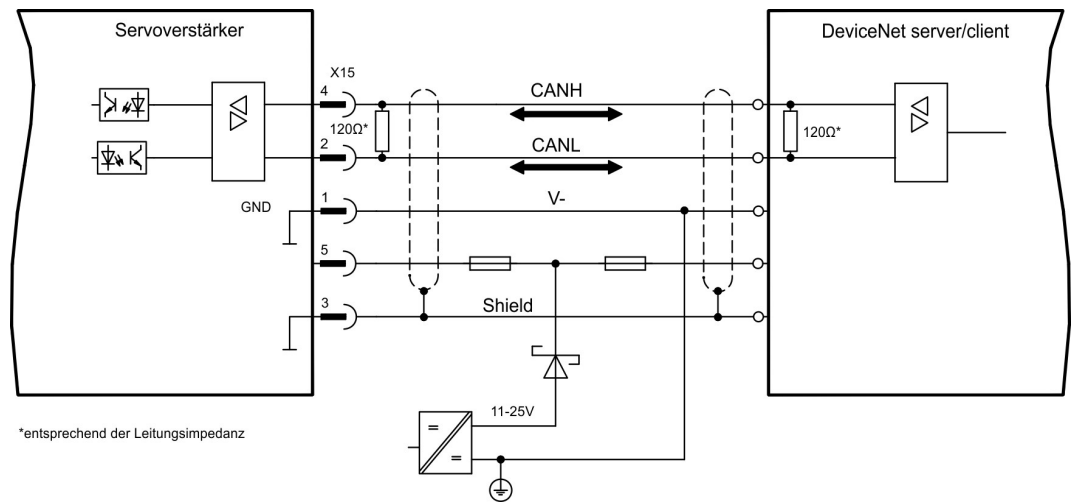 Servoverstärker
DeviceNet server/client
X15
4
CANH
120Ω*
120Ω*
2
CANL
1
V-
GND
5
3
Shield
11-25V
*entsprechend der Leitungsimpedanz